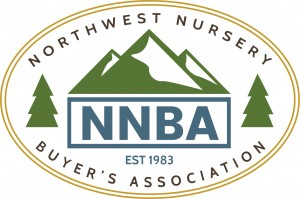 NORTHWEST NURSERY
NNBA
EST 1983
BUYER'S ASSOCIATION